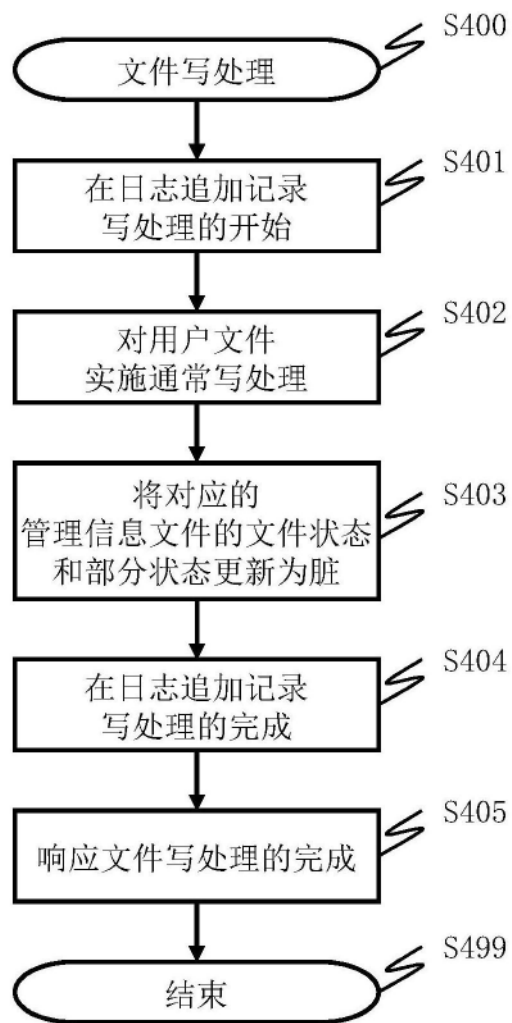 S400
文件写处理
S401
在日志追加记录
写处理的开始
S402
对用户文件
实施通常写处理
S403
将对应的
管理信息文件的文件状态
和部分状态更新为脏
S404
在日志追加记录
写处理的完成
S405
响应文件写处理的完成
S499
结束